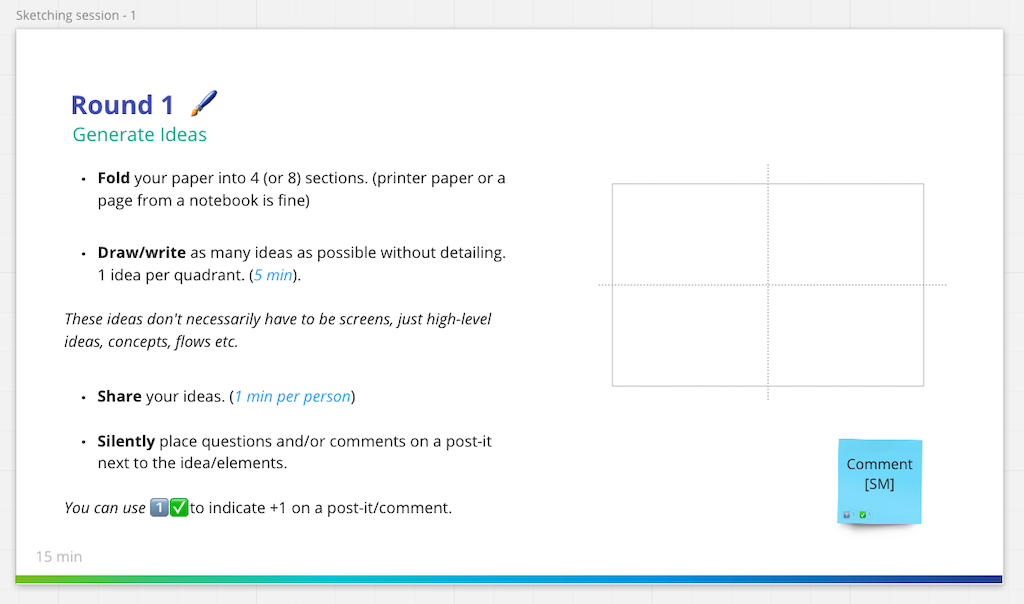 Sketching session - 1
Round 1
Generate Ideas
• Fold your paper into 4 (or 8) sections. (printer paper or a
page from a notebook is fine)
• Draw/write as many ideas as possible without detailing.
1 idea per quadrant. (5 min).
These ideas don't necessarily have to be screens, just high-level
ideas, concepts, flows etc.
• Share your ideas. (1 min per person)
• Silently place questions and/or comments on a post-it
next to the idea/elements.
You can use 1️⃣✅to indicate +1 on a post-it/comment.
Comment
[SM]
15 min